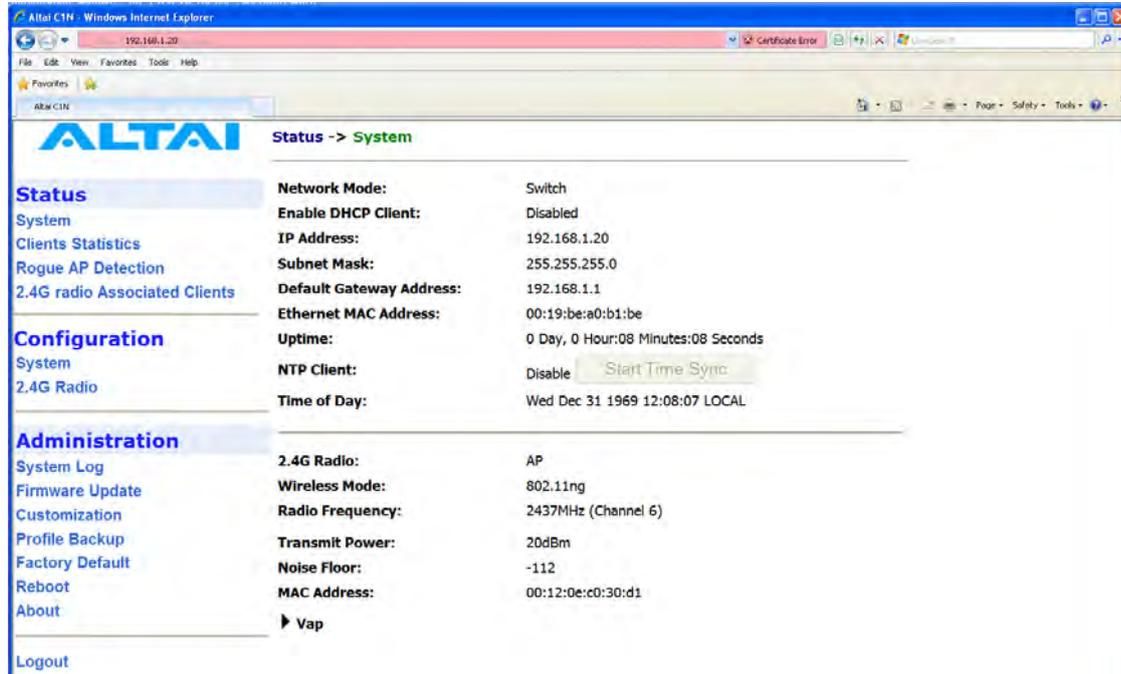 Altai C1N - Windows Internet Explorer
192.168.1.20
Certificate Error
File Edit View Favorites Tools Help
Favorites
Altai C1N
Page Safety Tools
ALTAI
Status -> System
Status
System
Clients Statistics
Rogue AP Detection
2.4G radio Associated Clients
Configuration
System
2.4G Radio
Administration
System Log
Firmware Update
Customization
Profile Backup
Factory Default
Reboot
About
Logout
Network Mode: Switch
Enable DHCP Client: Disabled
IP Address: 192.168.1.20
Subnet Mask: 255.255.255.0
Default Gateway Address: 192.168.1.1
Ethernet MAC Address: 00:19:be:a0:b1:be
Uptime: 0 Day, 0 Hour:08 Minutes:08 Seconds
NTP Client: Disable Start Time Sync
Time of Day: Wed Dec 31 1969 12:08:07 LOCAL
2.4G Radio: AP
Wireless Mode: 802.11ng
Radio Frequency: 2437MHz (Channel 6)
Transmit Power: 20dBm
Noise Floor: -112
MAC Address: 00:12:0e:c0:30:d1
Vap